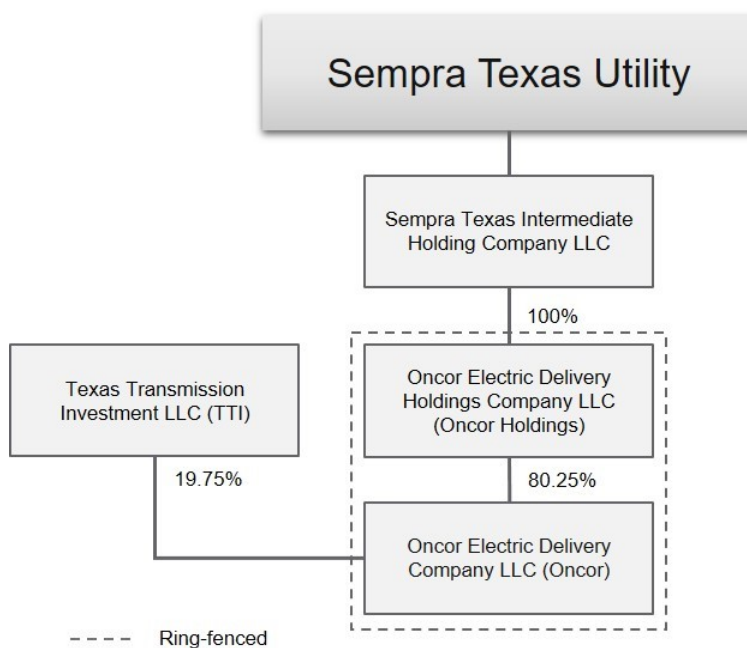 Sempra Texas Utility
Sempra Texas Intermediate
Holding Company LLC
100%
Texas Transmission
Investment LLC (TTI)
Oncor Electric Delivery
Holdings Company LLC
(Oncor Holdings)
19.75%
80.25%
Oncor Electric Delivery
Company LLC (Oncor)
Ring-fenced